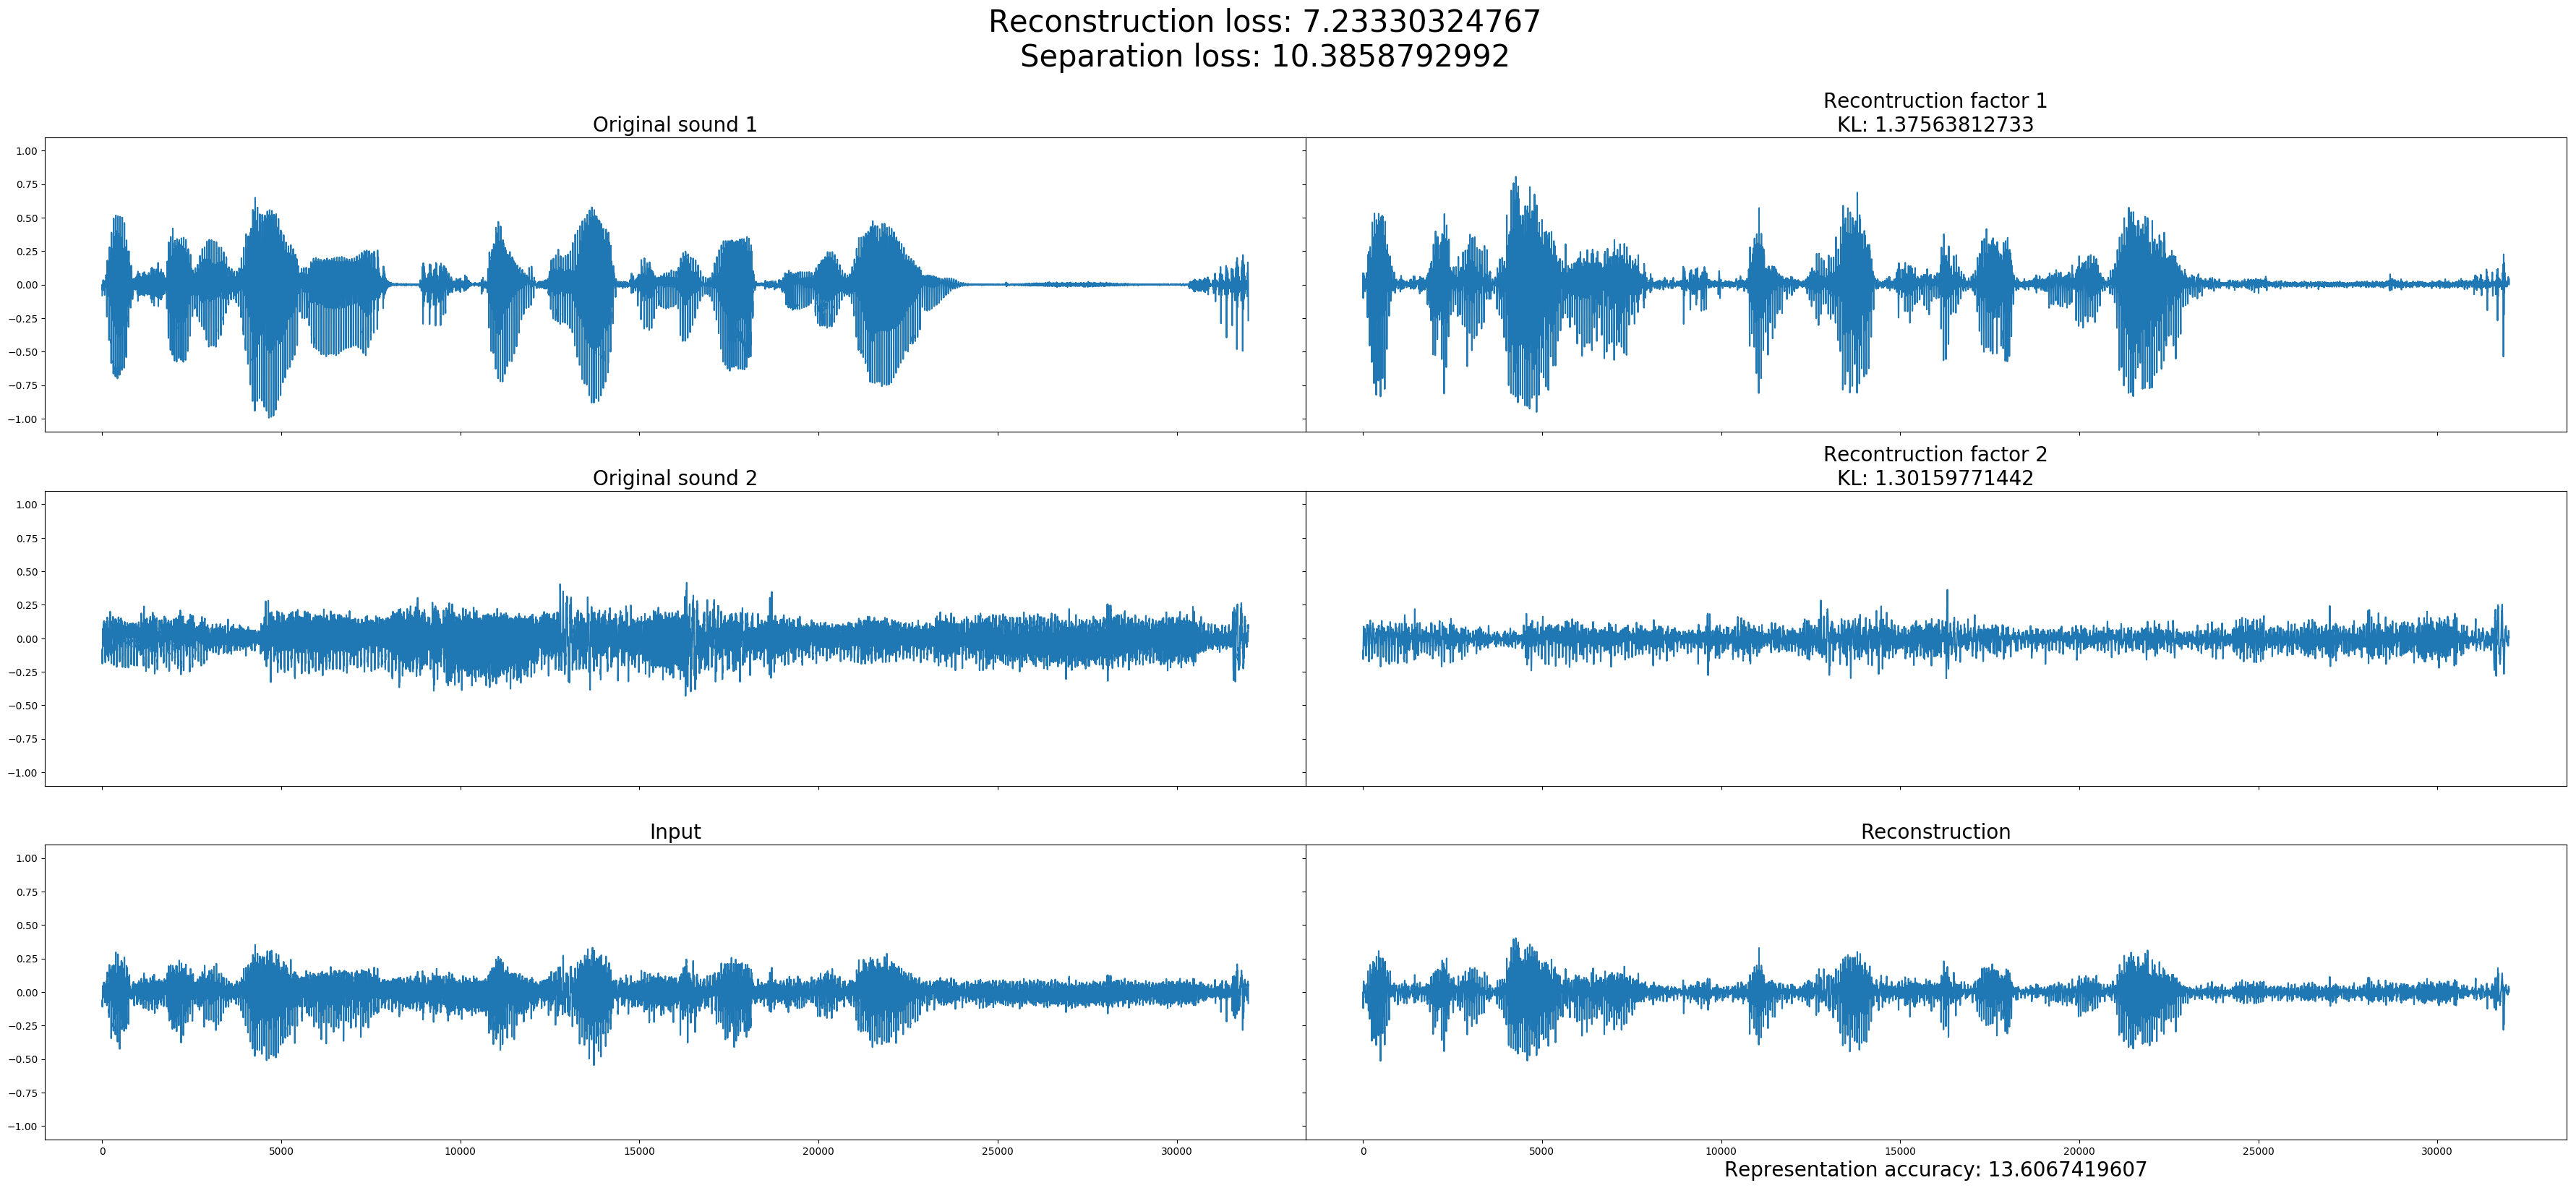 Reconstruction loss: 7.23330324767
Separation loss: 10.3858792992
Original sound 1
Recontruction factor 1
KL: 1.37563812733
1.00
0.75
0.50
0.25
0.00
−0.25
−0.50
−0.75
−1.00
Original sound 2
Recontruction factor 2
KL: 1.30159771442
1.00
0.75
0.50
0.25
0.00
−0.25
−0.50
−0.75
−1.00
Input
Reconstruction
1.00
0.75
0.50
0.25
0.00
−0.25
−0.50
−0.75
−1.00
0 5000 10000 15000 20000 25000 30000
0 5000 10000 15000 20000 25000 30000
Representation accuracy: 13.6067419607